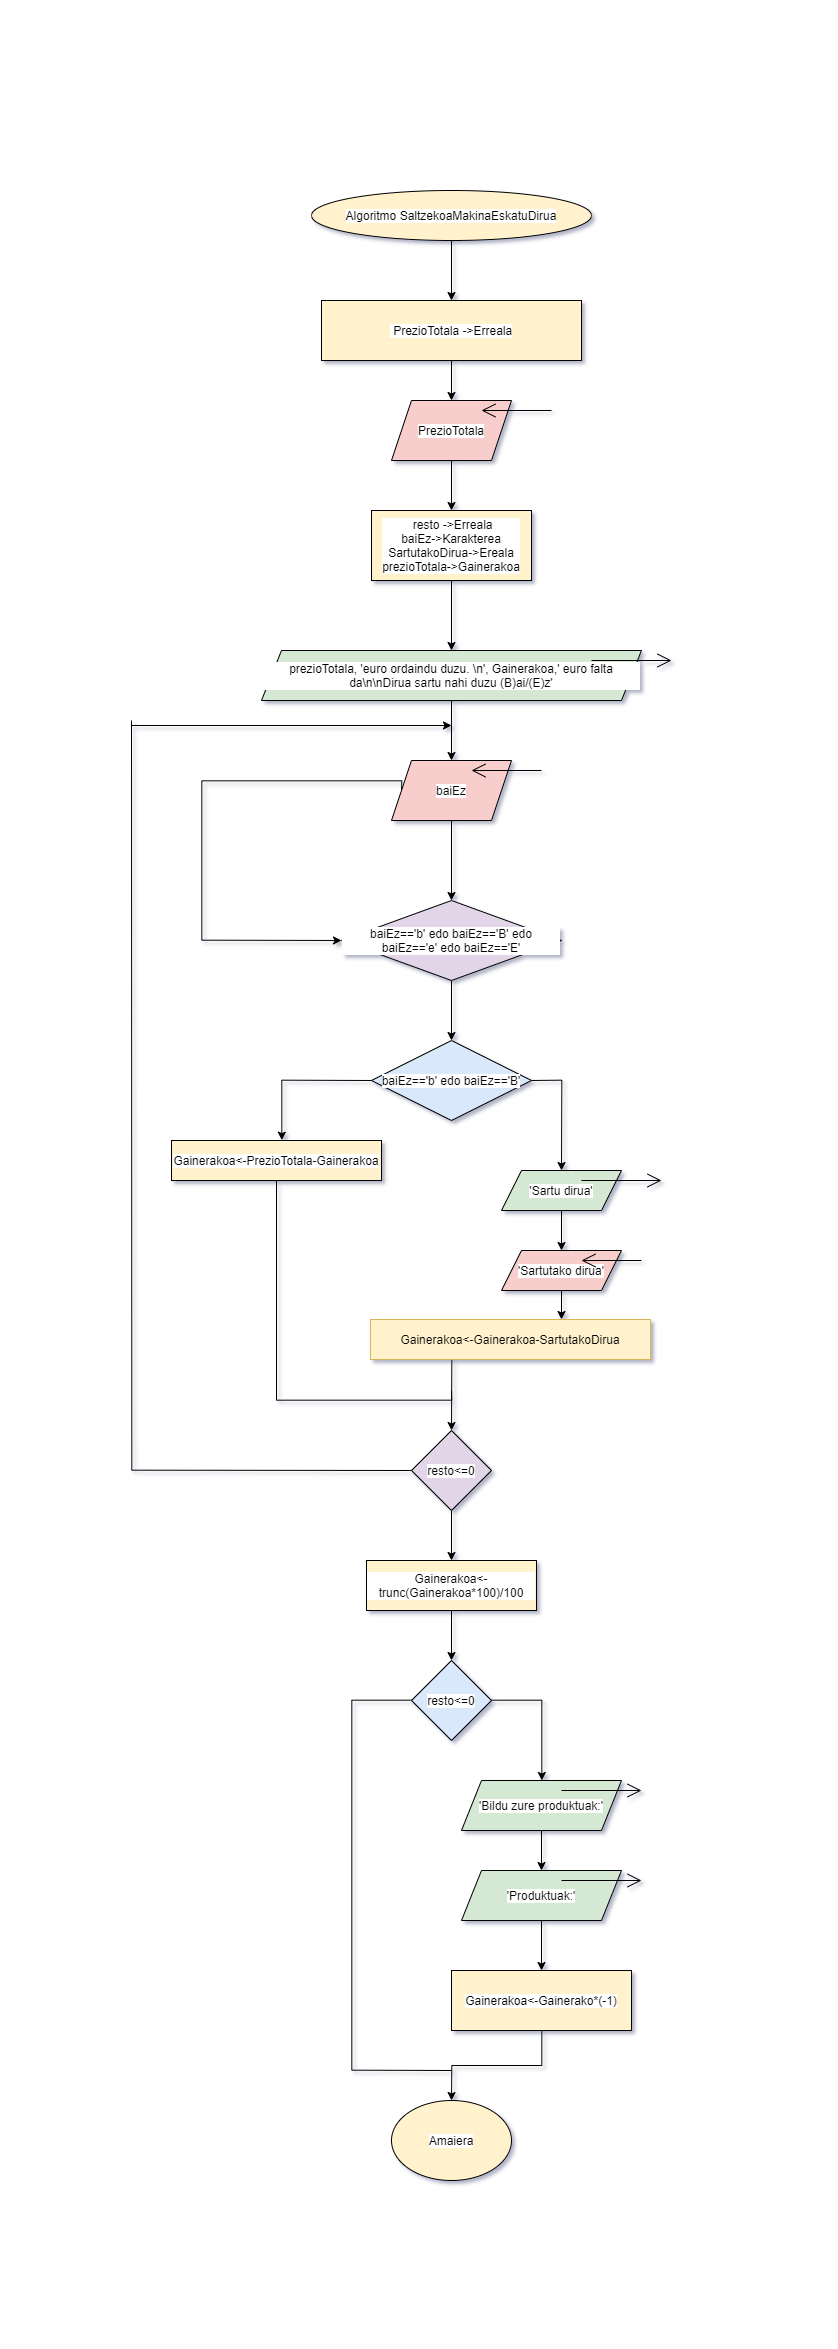 Algoritmo SaltzekoaMakinaEskatuDirua
PrezioTotala ->Erreala
PrezioTotala
resto ->Erreala
baiEz->Karakterea
SartutakoDirua->Ereala
prezioTotala->Gainerakoa
prezioTotala, 'euro ordaindu duzu. \n', Gainerakoa,' euro falta
da\n\nDirua sartu nahi duzu (B)ai/(E)z'
baiEz
baiEz=='b' edo baiEz=='B' edo
baiEz=='e' edo baiEz=='E'
baiEz=='b' edo baiEz=='B'
Gainerakoa<-PrezioTotala-Gainerakoa
'Sartu dirua'
'Sartutako dirua'
Gainerakoa<-Gainerakoa-SartutakoDirua
resto<=0
Gainerakoa<-
trunc(Gainerakoa*100)/100
resto<=0
'Bildu zure produktuak:'
'Produktuak:'
Gainerakoa<-Gainerako*(-1)
Amaiera